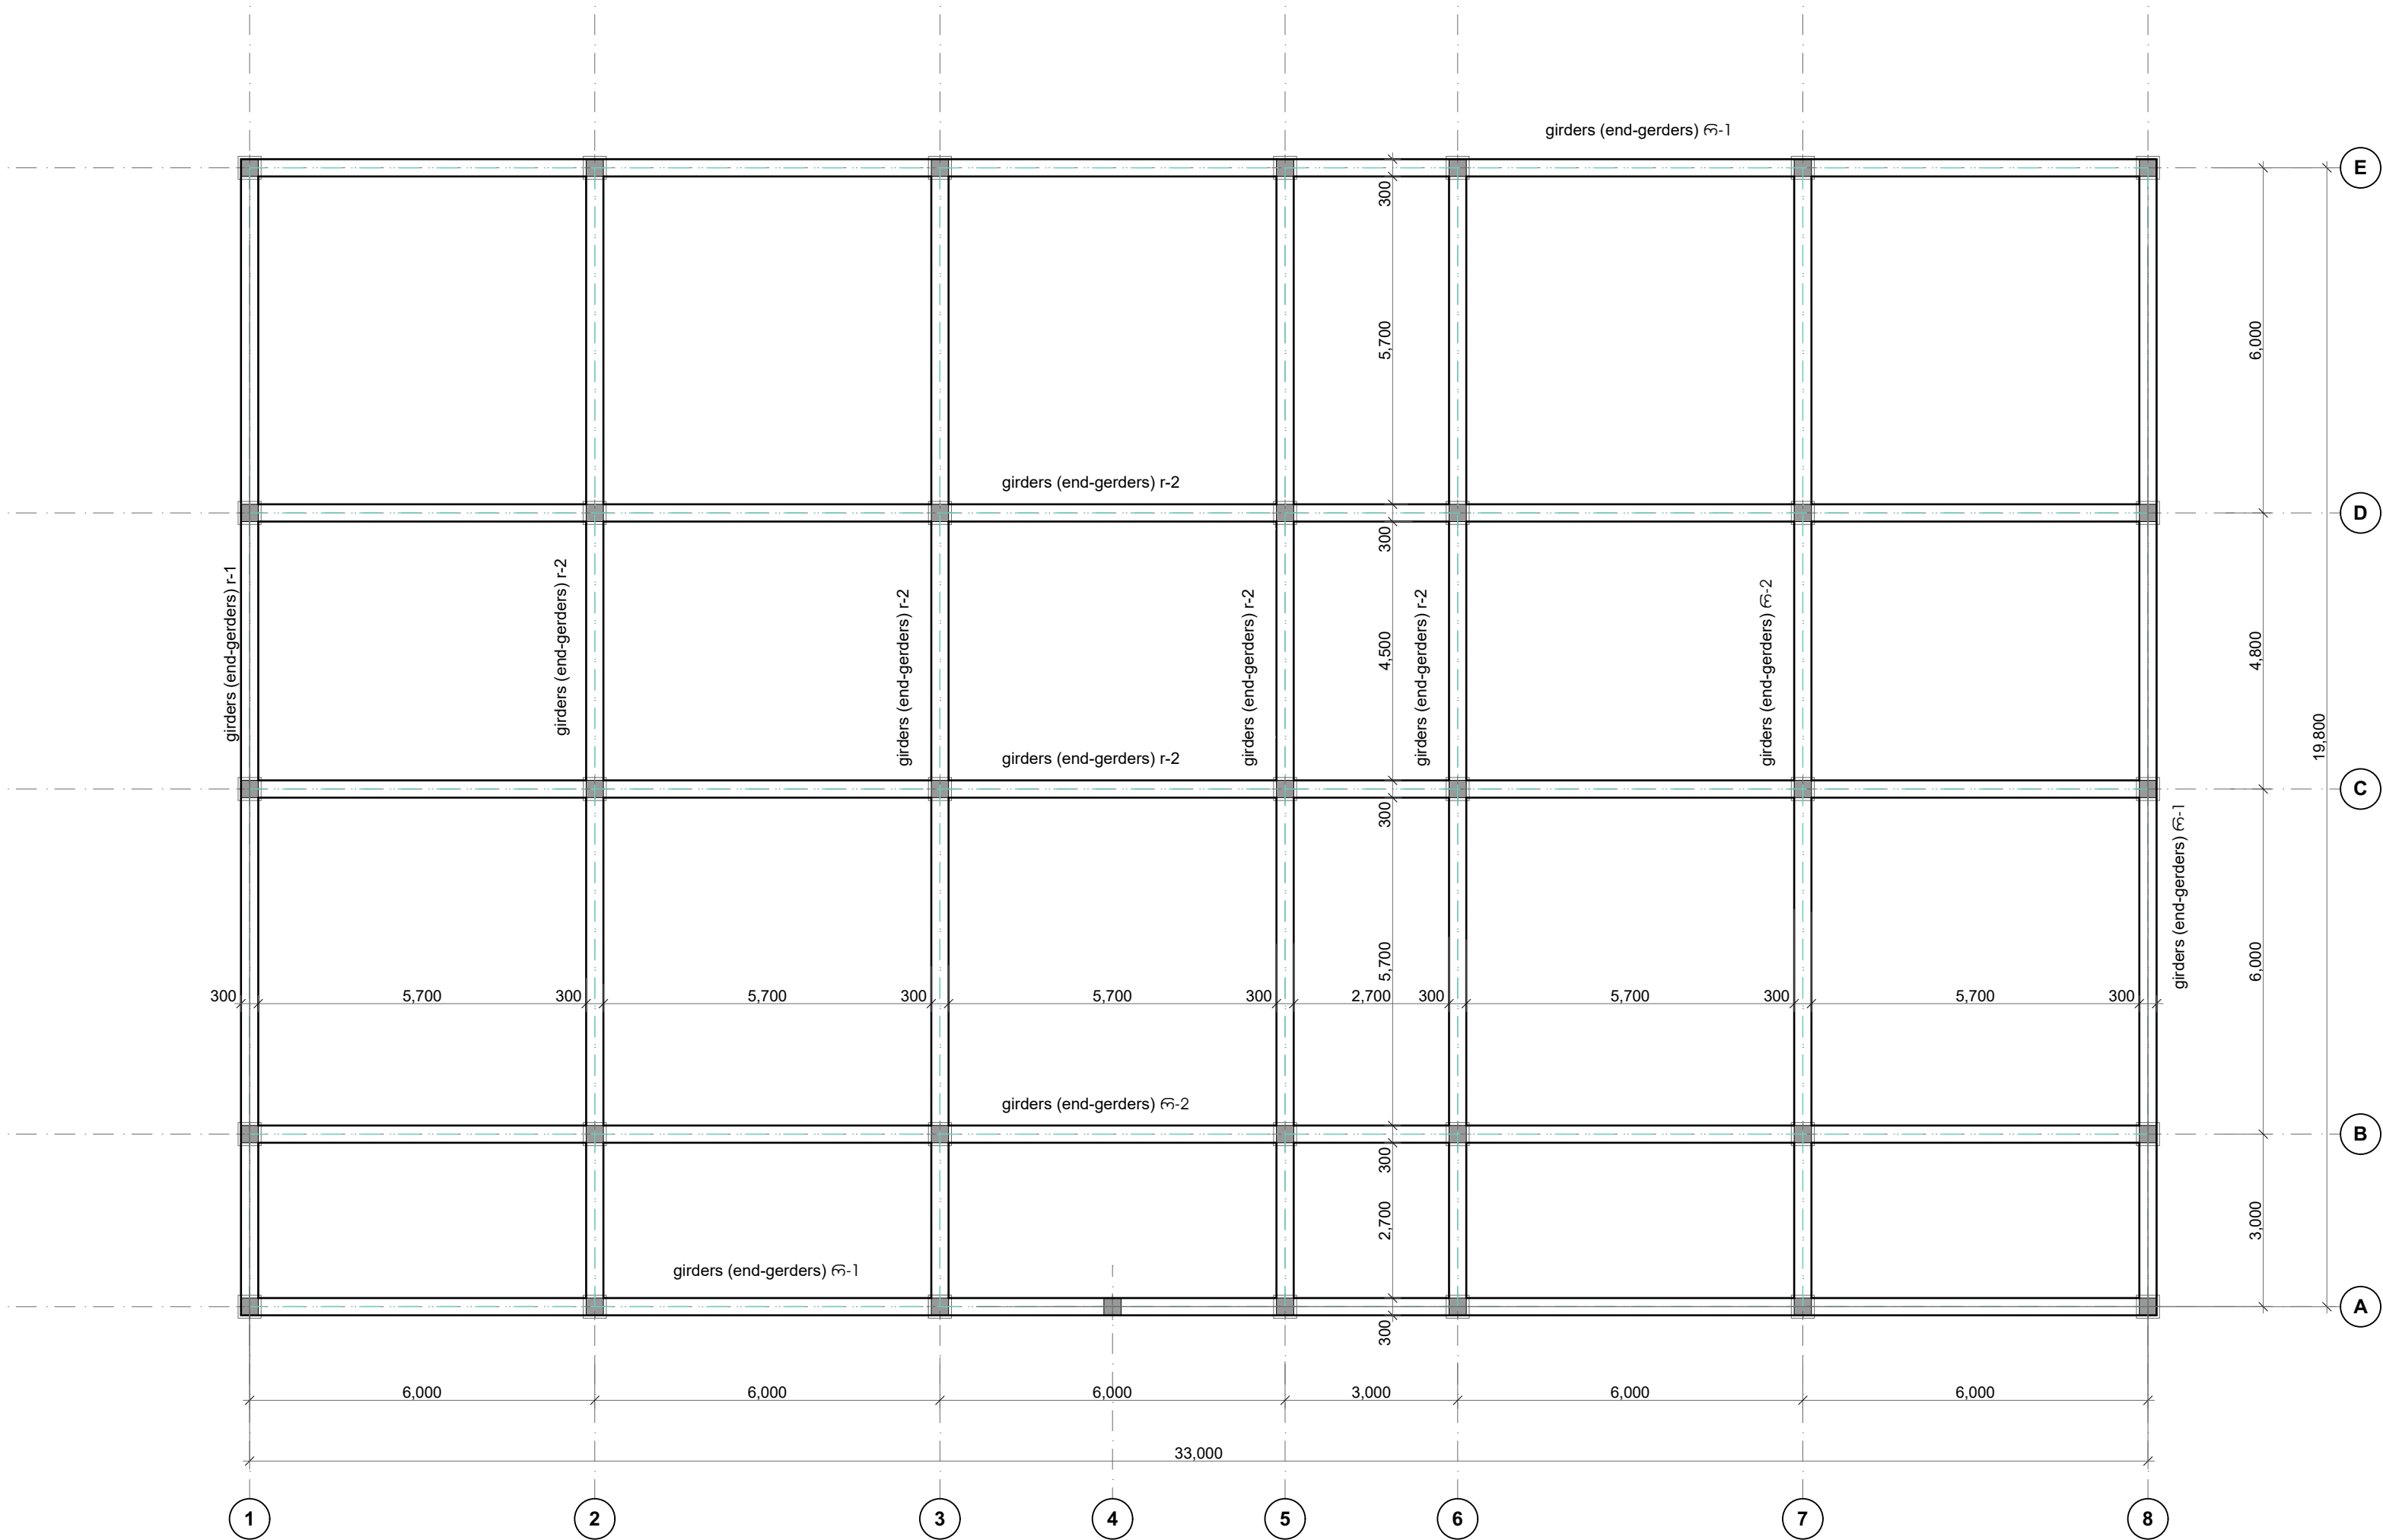 girders (end-gerders) რ-1
E
300
5,700
6,000
girders (end-gerders) r-2
D
300
girders (end-gerders) r-1
girders (end-gerders) r-2
girders (end-gerders) r-2
girders (end-gerders) r-2
4,500
girders (end-gerders) r-2
girders (end-gerders) რ-2
4,800
19,800
girders (end-gerders) r-2
C
300
girders (end-gerders) რ-1
5,700
6,000
300 5,700 300 5,700 300 5,700 300 2,700 300 5,700 300 5,700 300
girders (end-gerders) რ-2
B
300
2,700
3,000
girders (end-gerders) რ-1
A
300
6,000 6,000 6,000 3,000 6,000 6,000
33,000
1 2 3 4 5 6 7 8